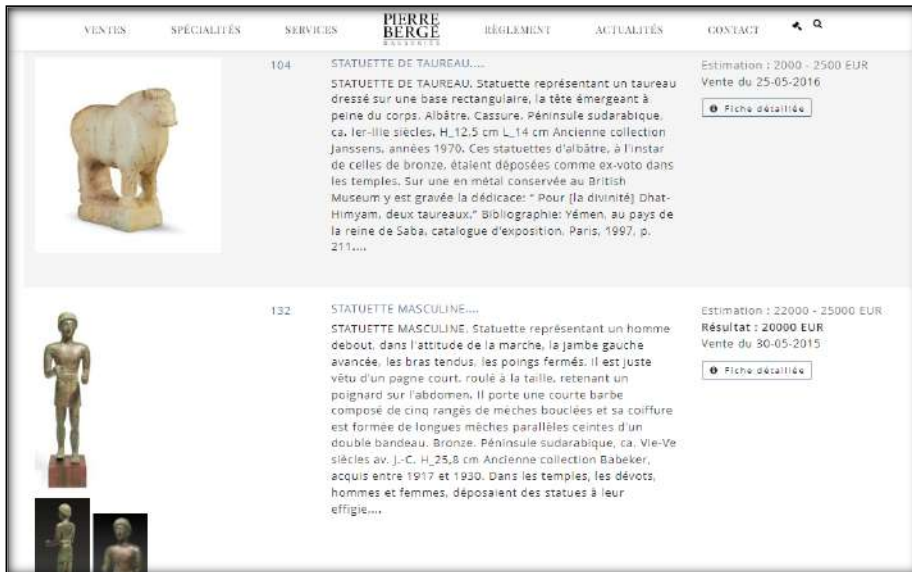 VENTES SPÉCIALITÉS SERVICES PIERRE BERGÉ & ASSOCIÉS RÈGLEMENT ACTUALITÉS CONTACT
104
STATUETTE DE TAUREAU....
STATUETTE DE TAUREAU. Statuette représentant un taureau
dressé sur une base rectangulaire, la tête émergeant à
peine du corps. Albâtre. Cassure. Péninsule sudarabique,
ca. Ier-IIIe siècles. H_12.5 cm L_14 cm Ancienne collection
Janssens, années 1970. Ces statuettes d'albâtre, à l'instar
de celles de bronze, étaient déposées comme ex-voto dans
les temples. Sur une en métal conservée au British
Museum y est gravée la dédicace: " Pour [la divinité] Dhat-
Himyam, deux taureaux." Bibliographie: Yémen, au pays de
la reine de Saba, catalogue d'exposition, Paris, 1997, p.
211....
Estimation : 2000 - 2500 EUR
Vente du 25-05-2016
Fiche détaillée
132
STATUETTE MASCULINE....
STATUETTE MASCULINE. Statuette représentant un homme
debout, dans l'attitude de la marche, la jambe gauche
avancée, les bras tendus, les poings fermés. Il est juste
vêtu d'un pagne court, roulé à la taille, retenant un
poignard sur l'abdomen. Il porte une courte barbe
composé de cinq rangés de mèches bouclées et sa coiffure
est formée de longues mèches parallèles ceintes d'un
double bandeau. Bronze. Péninsule sudarabique, ca. VIe-Ve
siècles av. J.-C. H_25,8 cm Ancienne collection Babeker,
acquis entre 1917 et 1930. Dans les temples, les dévots,
hommes et femmes, déposaient des statues à leur
effigie....
Estimation : 22000 - 25000 EUR
Résultat : 20000 EUR
Vente du 30-05-2015
Fiche détaillée